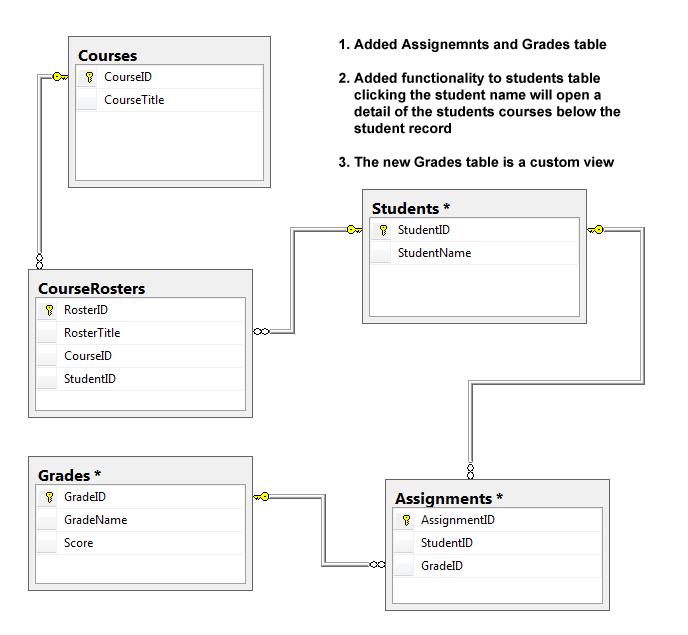 Courses
CourseID
CourseTitle
1. Added Assignemnts and Grades table
2. Added functionality to students table
clicking the student name will open a
detail of the students courses below the
student record
3. The new Grades table is a custom view
Students *
StudentID
StudentName
CourseRosters
RosterID
RosterTitle
CourseID
StudentID
Grades *
GradeID
GradeName
Score
Assignments *
AssignmentID
StudentID
GradeID